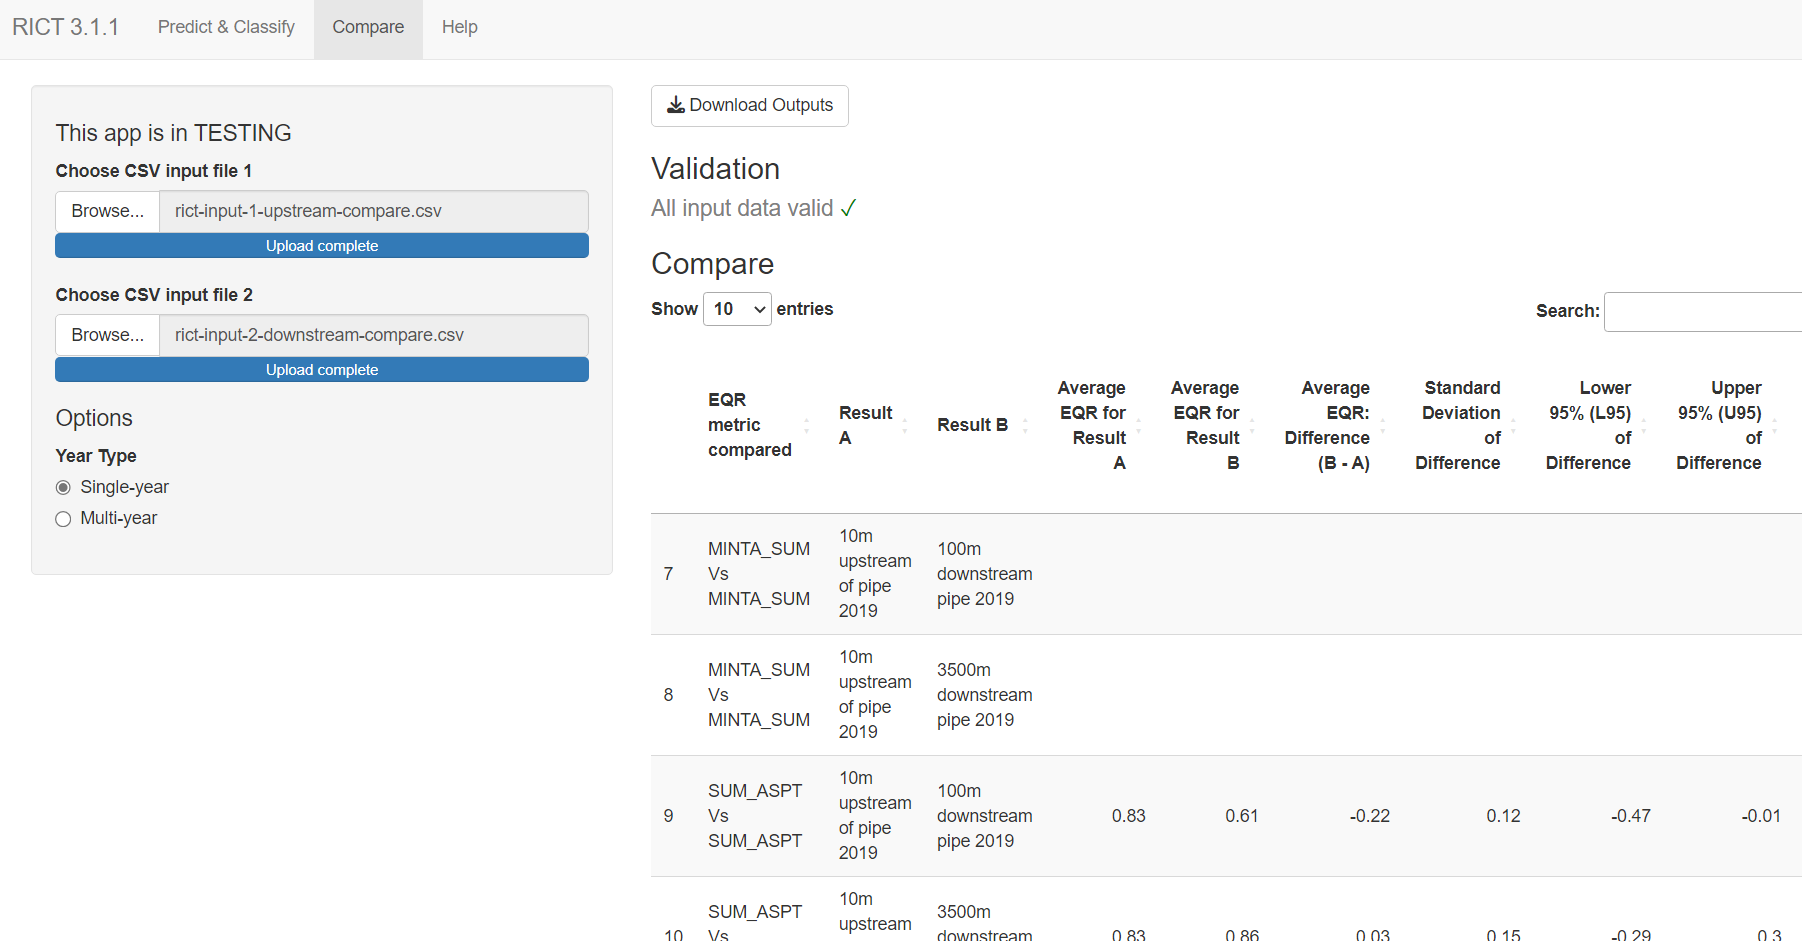 RICT 3.1.1 Predict & Classify Compare Help
This app is in TESTING
Choose CSV input file 1
Browse... rict-input-1-upstream-compare.csv
Upload complete
Choose CSV input file 2
Browse... rict-input-2-downstream-compare.csv
Upload complete
Options
Year Type
Single-year
Multi-year
Download Outputs
Validation
All input data valid ✓
Compare
Show 10 entries
Search:
EQR
metric
compared
Result
A
Result B
Average
EQR for
Result
A
Average
EQR for
Result
B
Average
EQR:
Difference
(B - A)
Standard
Deviation
of
Difference
Lower
95% (L95)
of
Difference
Upper
95% (U95)
of
Difference
7
MINTA_SUM
Vs
MINTA_SUM
10m
upstream
of pipe
2019
100m
downstream
pipe 2019
8
MINTA_SUM
Vs
MINTA_SUM
10m
upstream
of pipe
2019
3500m
downstream
pipe 2019
9
SUM_ASPT
Vs
SUM_ASPT
10m
upstream
of pipe
2019
100m
downstream
pipe 2019
0.83 0.61 -0.22 0.12 -0.47 -0.01
10
SUM_ASPT
Vs
10m
upstream
3500m
downstream
0.83 0.86 0.03 0.15 -0.29 0.3